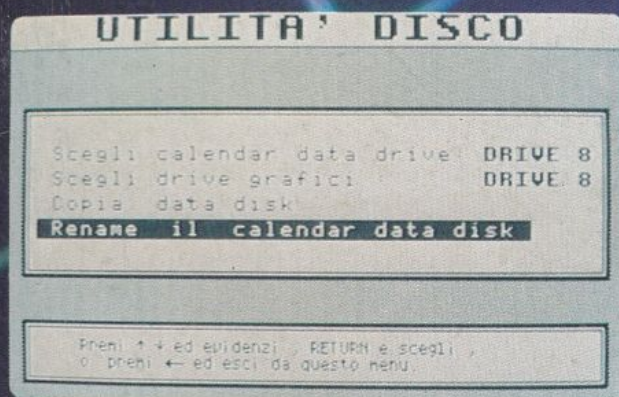 UTILITA' DISCO
Scegli calendar data drive DRIVE 8
Scegli drive grafici DRIVE 8
Copia data disk
Rename il calendar data disk
Premi ↑ ↓ ed evidenzi , RETURN e scegli ,
o premi ← ed esci da questo menu.